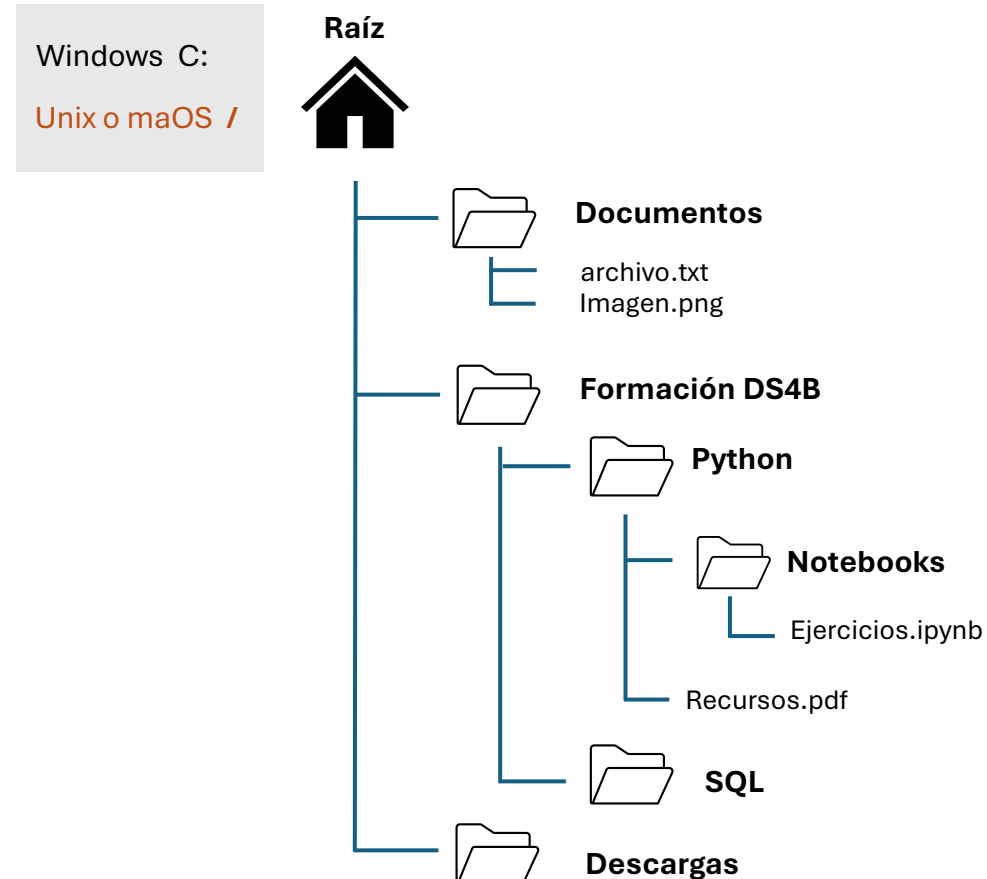 Raíz
Windows C:
Unix o maOS /
Documentos
archivo.txt
Imagen.png
Formación DS4B
Python
Notebooks
Ejercicios.ipynb
Recursos.pdf
SQL
Descargas